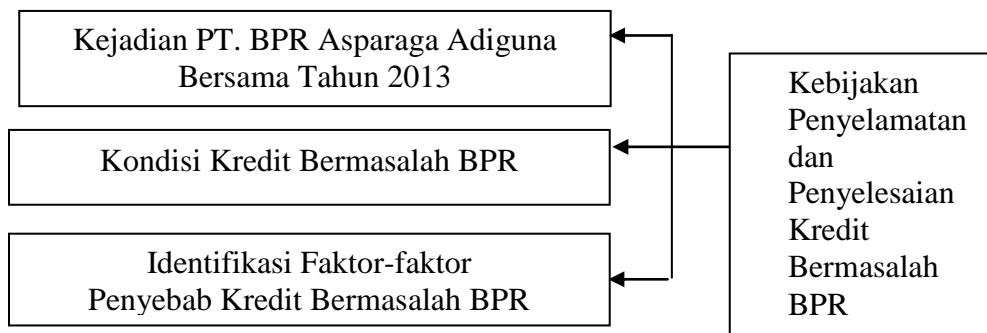 Kejadian PT. BPR Asparaga Adiguna
Bersama Tahun 2013
Kondisi Kredit Bermasalah BPR
Identifikasi Faktor-faktor
Penyebab Kredit Bermasalah BPR
Kebijakan
Penyelamatan
dan
Penyelesaian
Kredit
Bermasalah
BPR